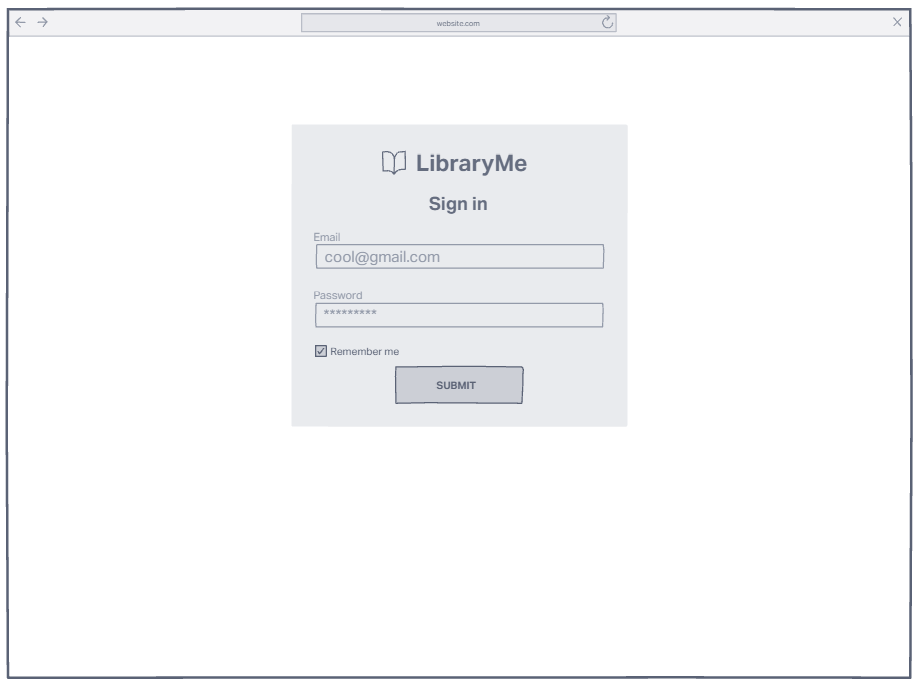 website.com
LibraryMe
Sign in
Email
cool@gmail.com
Password
*********
Remember me
SUBMIT